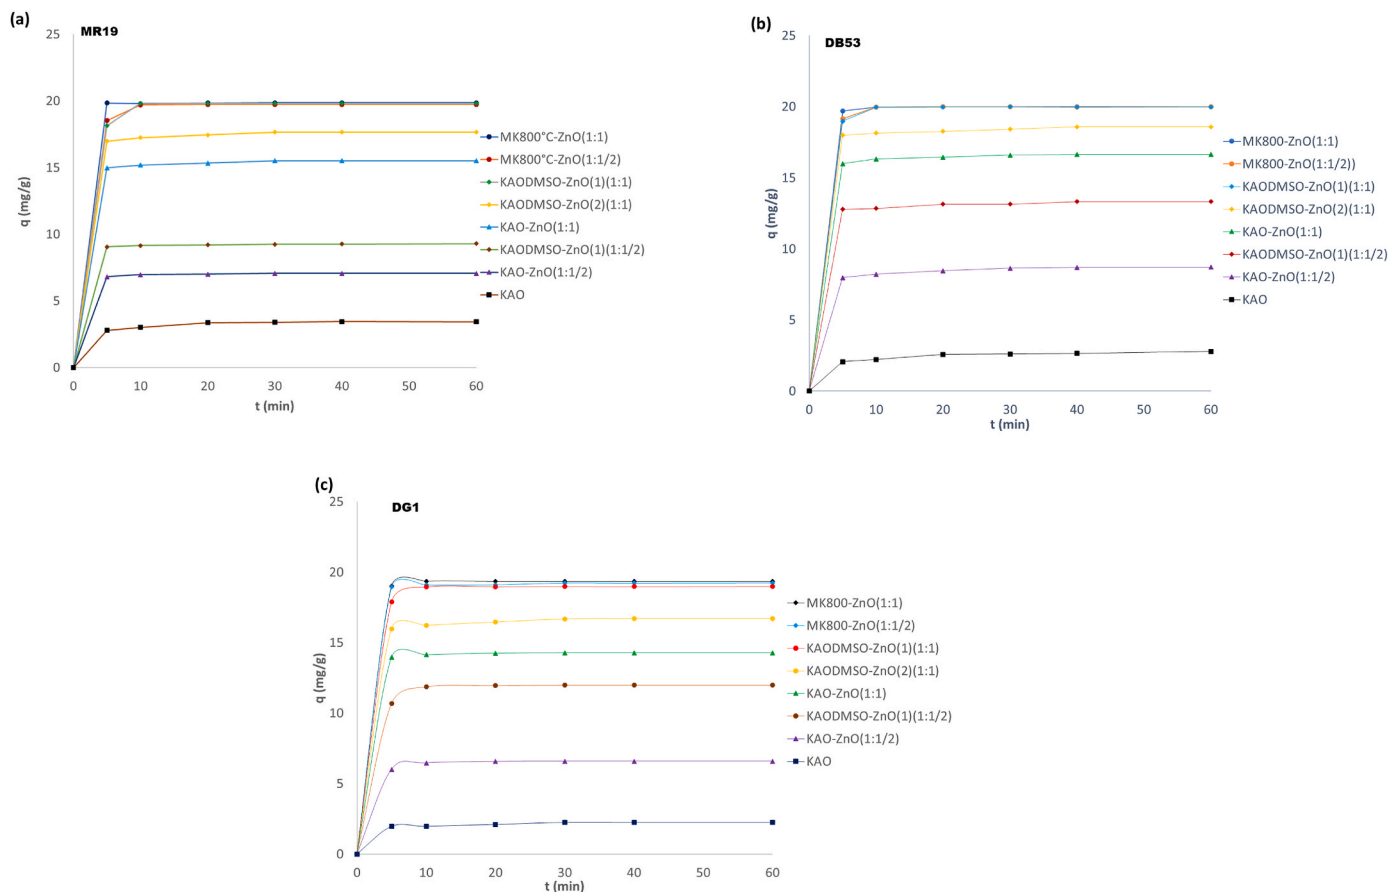 (a)
MR19
25
20
15
10
5
0
q (mg/g)
0 10 20 30 40 50 60
t (min)
MK800°C-ZnO(1:1)
MK800°C-ZnO(1:1/2)
KAODMSO-ZnO(1)(1:1)
KAODMSO-ZnO(2)(1:1)
KAO-ZnO(1:1)
KAODMSO-ZnO(1)(1:1/2)
KAO-ZnO(1:1/2)
KAO
(b)
DB53
25
20
15
10
5
0
q (mg/g)
0 10 20 30 40 50 60
t (min)
MK800-ZnO(1:1)
MK800-ZnO(1:1/2))
KAODMSO-ZnO(1)(1:1)
KAODMSO-ZnO(2)(1:1)
KAO-ZnO(1:1)
KAODMSO-ZnO(1)(1:1/2)
KAO-ZnO(1:1/2)
KAO
(c)
DG1
25
20
15
10
5
0
q (mg/g)
0 10 20 30 40 50 60
t (min)
MK800-ZnO(1:1)
MK800-ZnO(1:1/2)
KAODMSO-ZnO(1)(1:1)
KAODMSO-ZnO(2)(1:1)
KAO-ZnO(1:1)
KAODMSO-ZnO(1)(1:1/2)
KAO-ZnO(1:1/2)
KAO